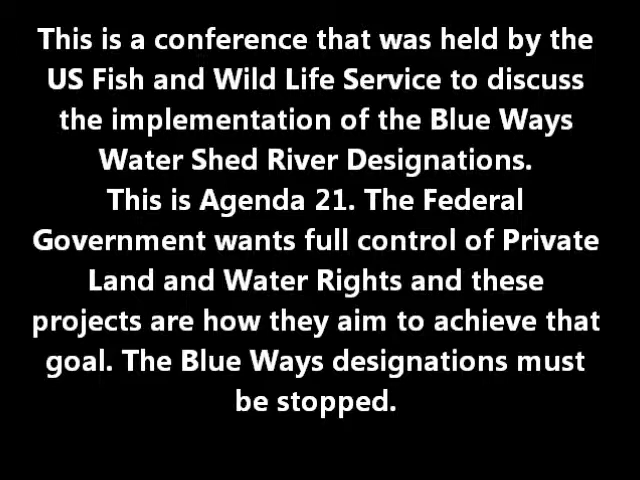 This is a conference that was held by the
US Fish and Wild Life Service to discuss
the implementation of the Blue Ways
Water Shed River Designations.
This is Agenda 21. The Federal
Government wants full control of Private
Land and Water Rights and these
projects are how they aim to achieve that
goal. The Blue Ways designations must
be stopped.